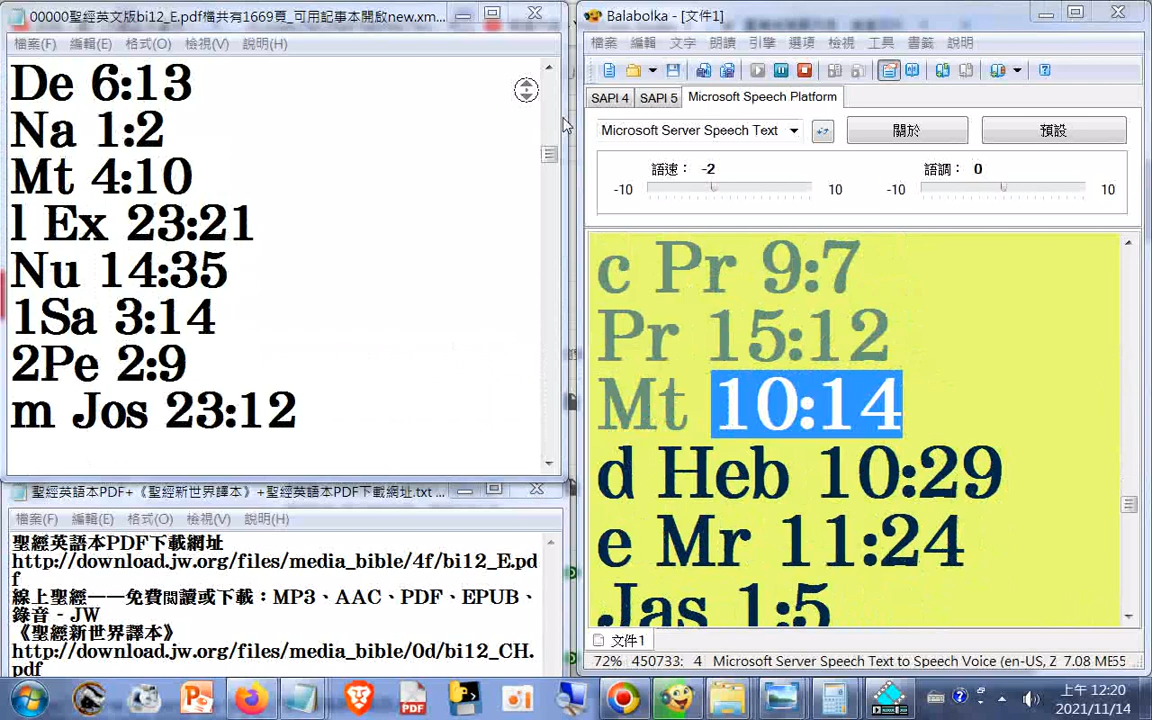 00000聖經英文版bi12_E.pdf檔共有1669頁_可用記事本開啟new.xm...
檔案(F) 編輯(E) 格式(O) 檢視(V) 說明(H)
De 6:13
Na 1:2
Mt 4:10
l Ex 23:21
Nu 14:35
1Sa 3:14
2Pe 2:9
m Jos 23:12
聖經英語本PDF+《聖經新世界譯本》+聖經英語本PDF下載網址.txt ...
檔案(F) 編輯(E) 格式(O) 檢視(V) 說明(H)
聖經英語本PDF下載網址
http://download.jw.org/files/media_bible/4f/bi12_E.pd
f
線上聖經——免費閱讀或下載：MP3、AAC、PDF、EPUB、
錄音 - JW
《聖經新世界譯本》
http://download.jw.org/files/media_bible/0d/bi12_CH.
pdf
Balabolka - [文件1]
檔案 編輯 文字 朗讀 引擎 選項 檢視 工具 書籤 說明
SAPI 4 SAPI 5 Microsoft Speech Platform
Microsoft Server Speech Text 關於 預設
語速： -2 語調： 0
-10 10 -10 10
c Pr 9:7
Pr 15:12
Mt 10:14
d Heb 10:29
e Mr 11:24
Jas 1:5
文件1
72% 450733: 4 Microsoft Server Speech Text to Speech Voice (en-US, Z 7.08 ME55
上午 12:20
2021/11/14